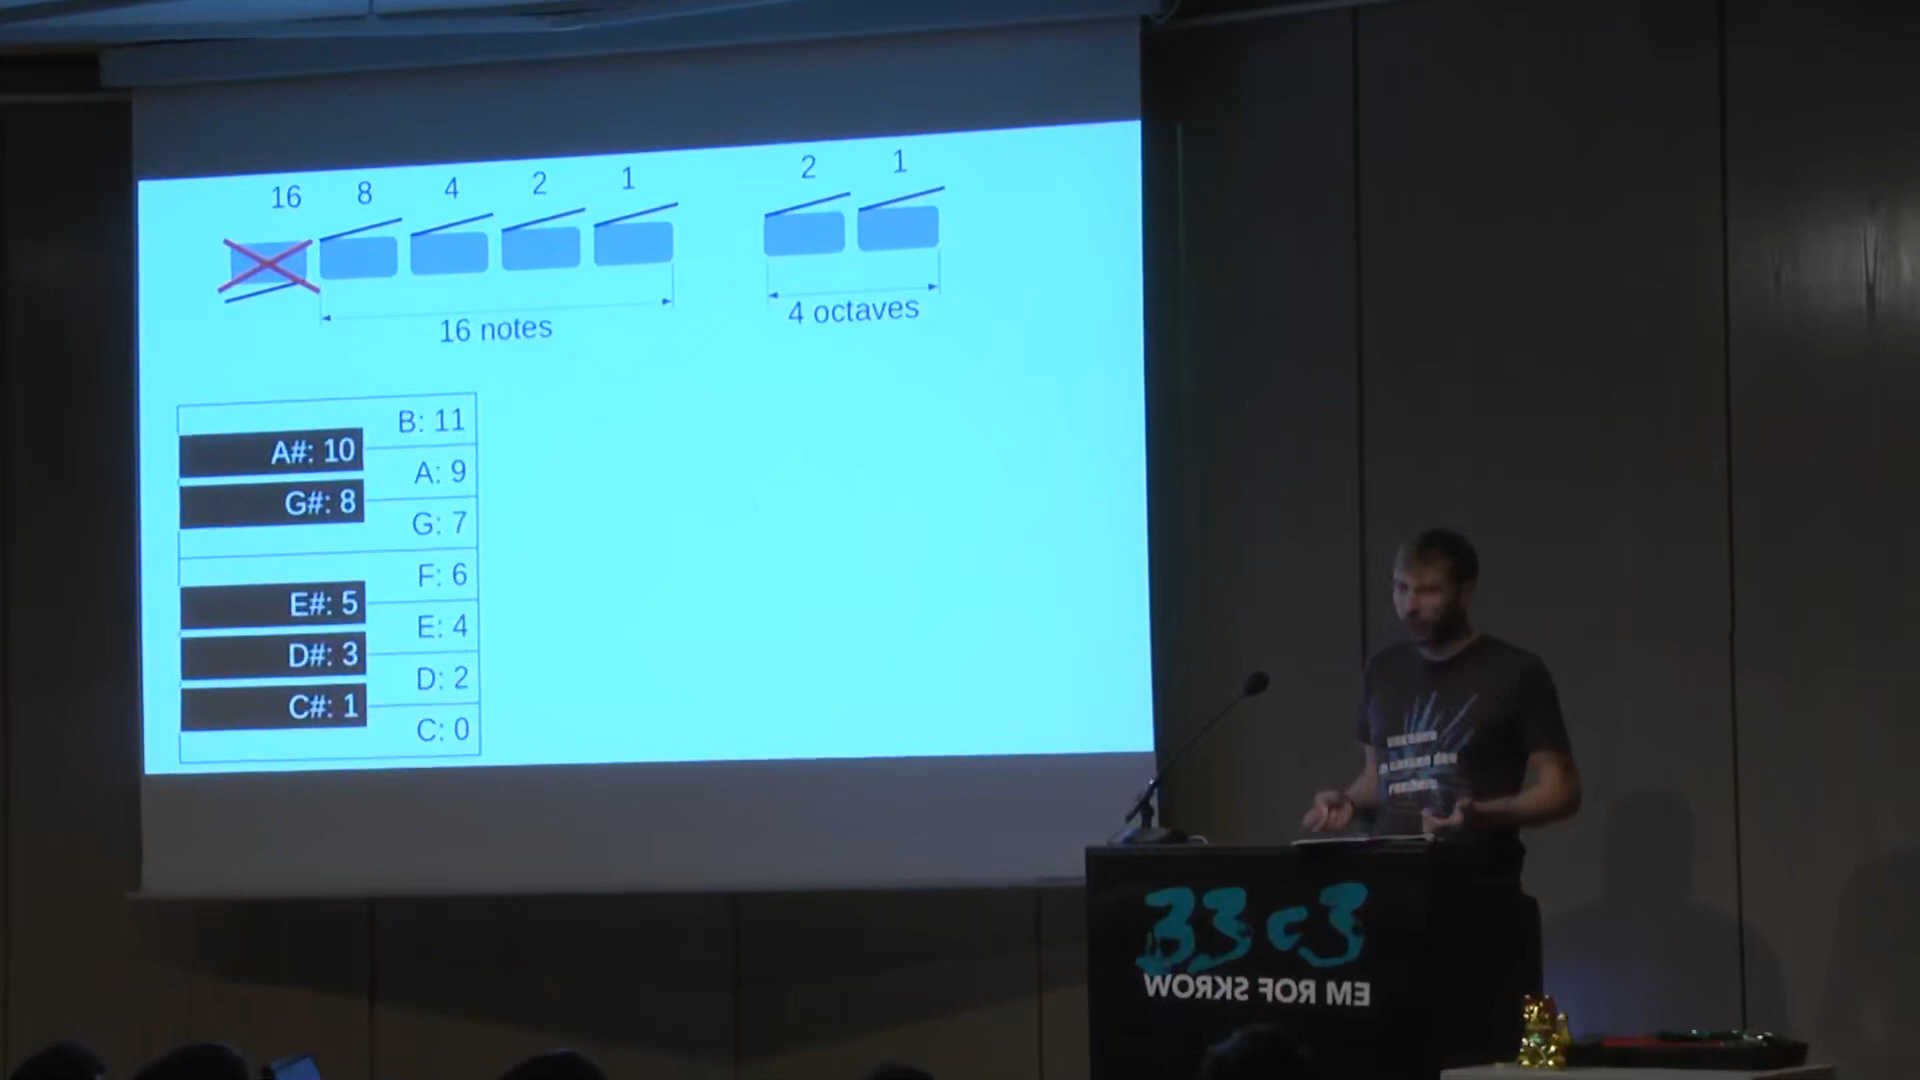 16 8 4 2 1 2 1
16 notes
4 octaves
B: 11
A#: 10
A: 9
G#: 8
G: 7
F: 6
E#: 5
E: 4
D#: 3
D: 2
C#: 1
C: 0
33c3
WORKS FOR ME